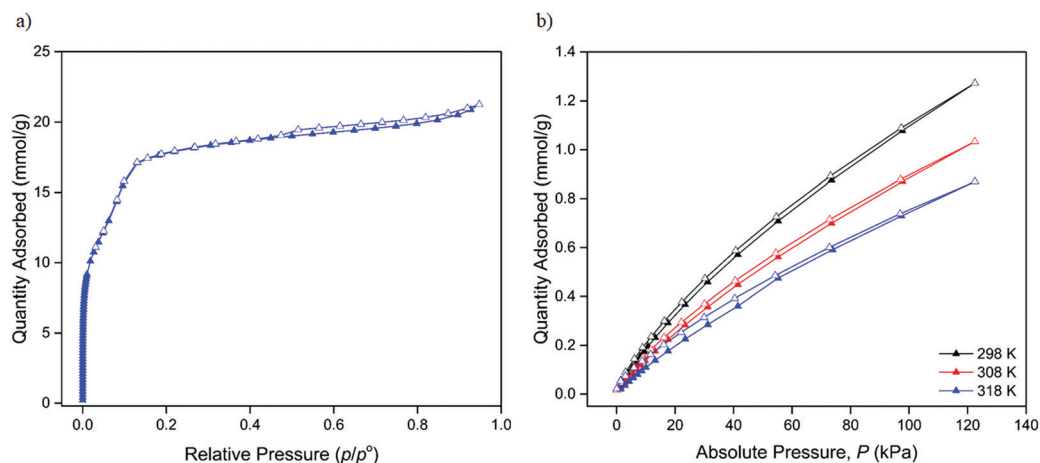 a)
Quantity Adsorbed (mmol/g)
25
20
15
10
5
0
0.0 0.2 0.4 0.6 0.8 1.0
Relative Pressure (p/p°)
b)
Quantity Adsorbed (mmol/g)
1.4
1.2
1.0
0.8
0.6
0.4
0.2
0.0
298 K
308 K
318 K
0 20 40 60 80 100 120 140
Absolute Pressure, P (kPa)